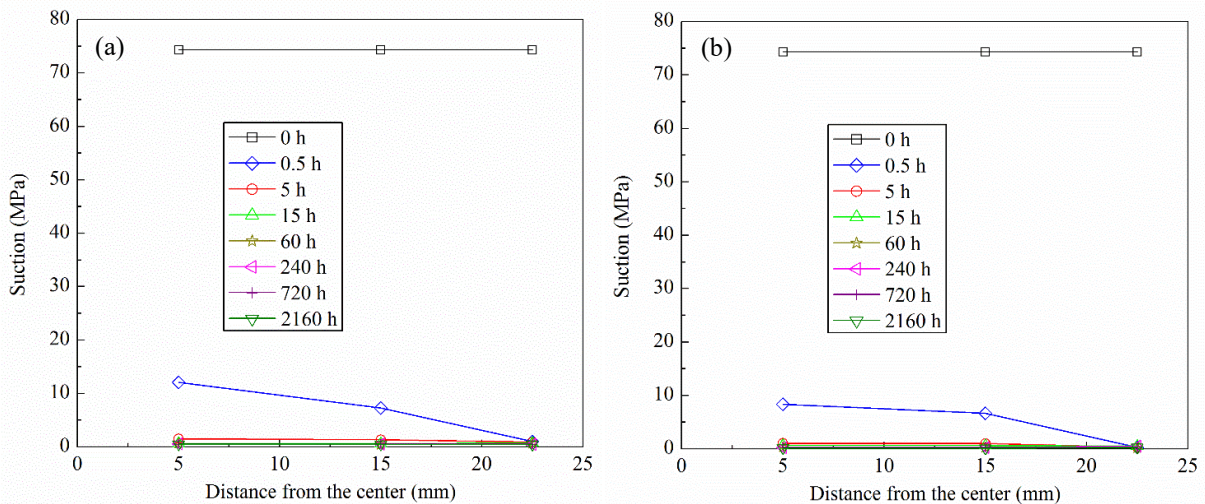 (a)
80
70
60
50
40
30
20
10
0
Suction (MPa)
0 h
0.5 h
5 h
15 h
60 h
240 h
720 h
2160 h
0 5 10 15 20 25
Distance from the center (mm)
(b)
80
70
60
50
40
30
20
10
0
Suction (MPa)
0 h
0.5 h
5 h
15 h
60 h
240 h
720 h
2160 h
0 5 10 15 20 25
Distance from the center (mm)